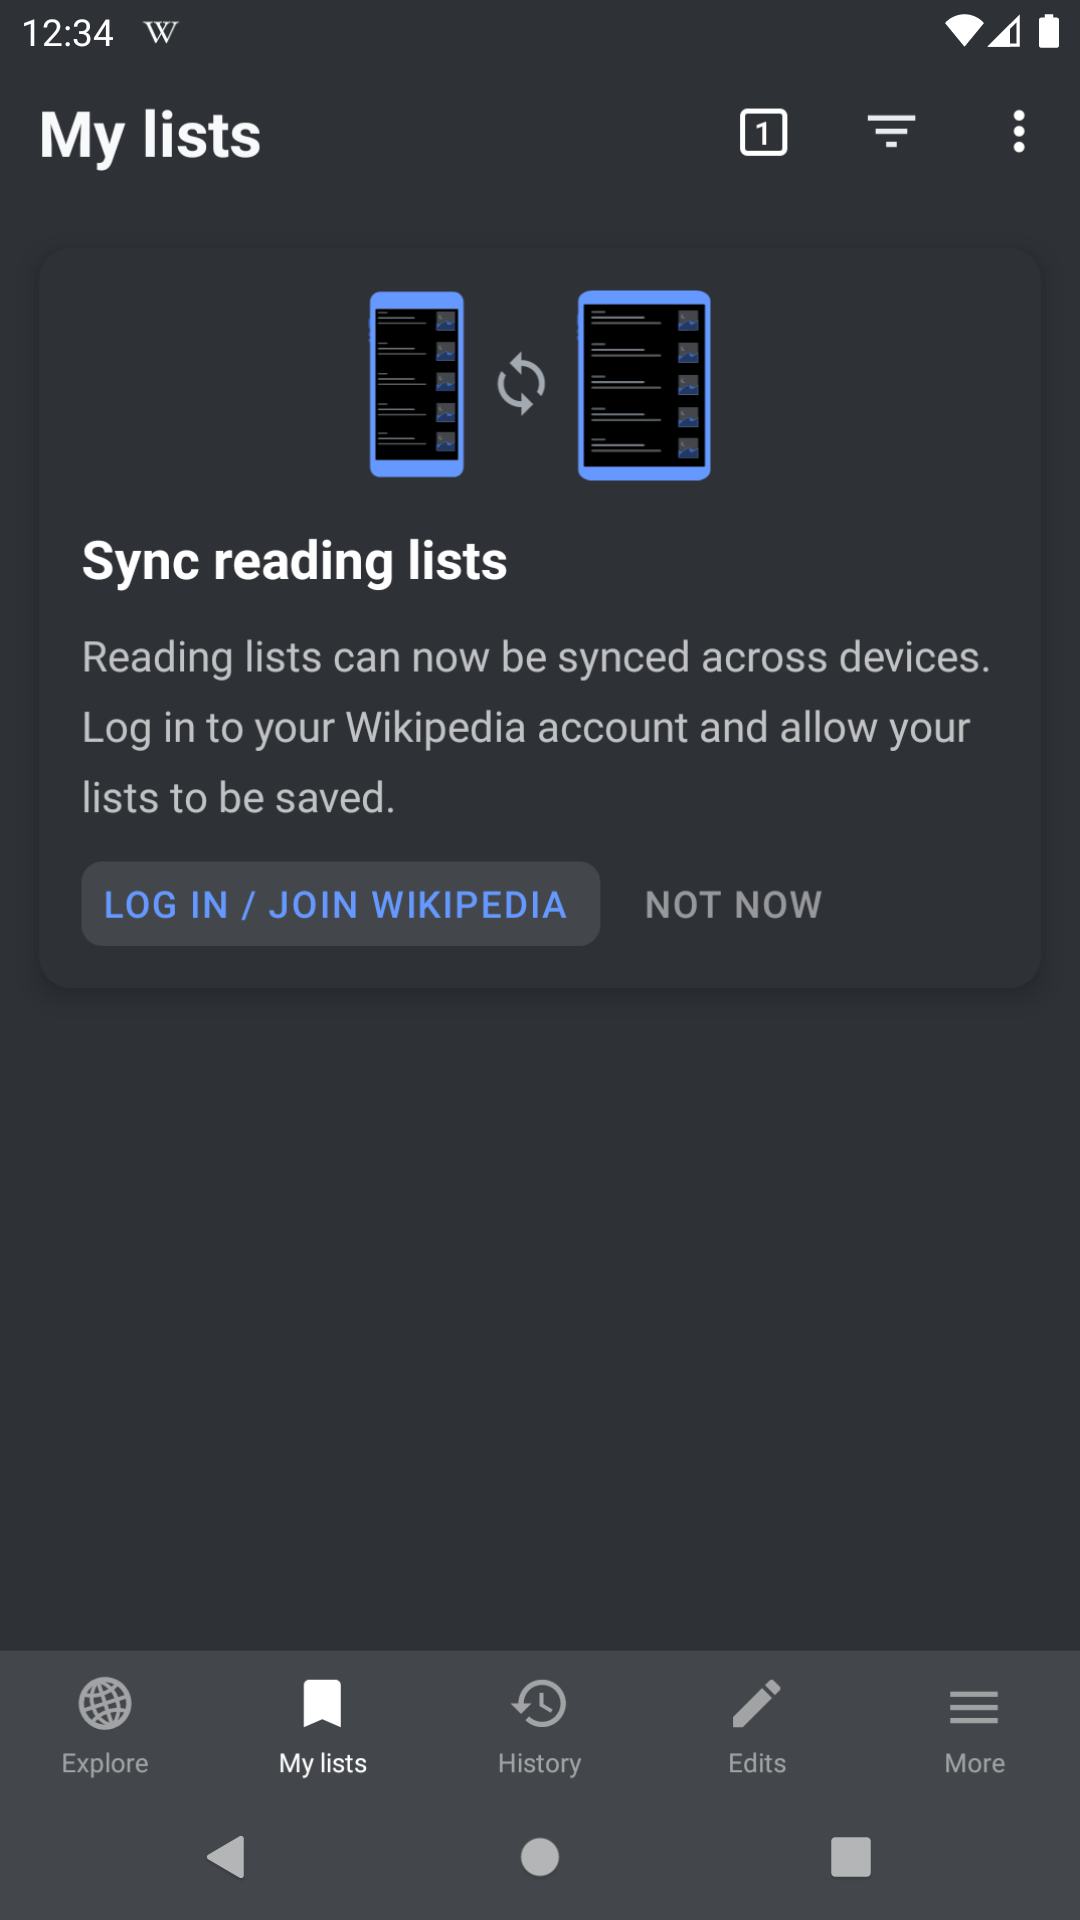 12:34 W
My lists
1
Sync reading lists
Reading lists can now be synced across devices.
Log in to your Wikipedia account and allow your
lists to be saved.
LOG IN / JOIN WIKIPEDIA NOT NOW
Explore My lists History Edits More